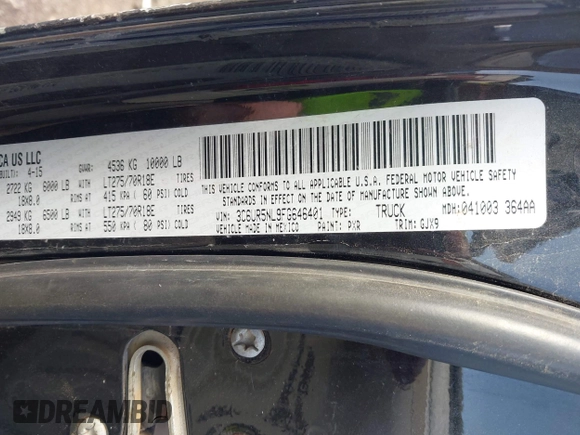 CA US LLC
BUILT: 4-15
GVWR: 4536 KG 10000 LB
2722 KG 6000 LB WITH LT275/70R18E
18X8.0 TIRES AT 415 KPA ( 60 PSI) COLD
2948 KG 6500 LB WITH LT275/70R18E
18X8.0 TIRES AT 550 KPA ( 80 PSI) COLD
THIS VEHICLE CONFORMS TO ALL APPLICABLE U.S.A. FEDERAL MOTOR VEHICLE SAFETY
STANDARDS IN EFFECT ON THE DATE OF MANUFACTURE SHOWN ABOVE.
VIN: 3C6UR5NL9FG646401 TYPE: TRUCK MDH: 041003 364AA
VEHICLE MADE IN MEXICO PAINT: PXR TRIM: GJX9
DREAMBID